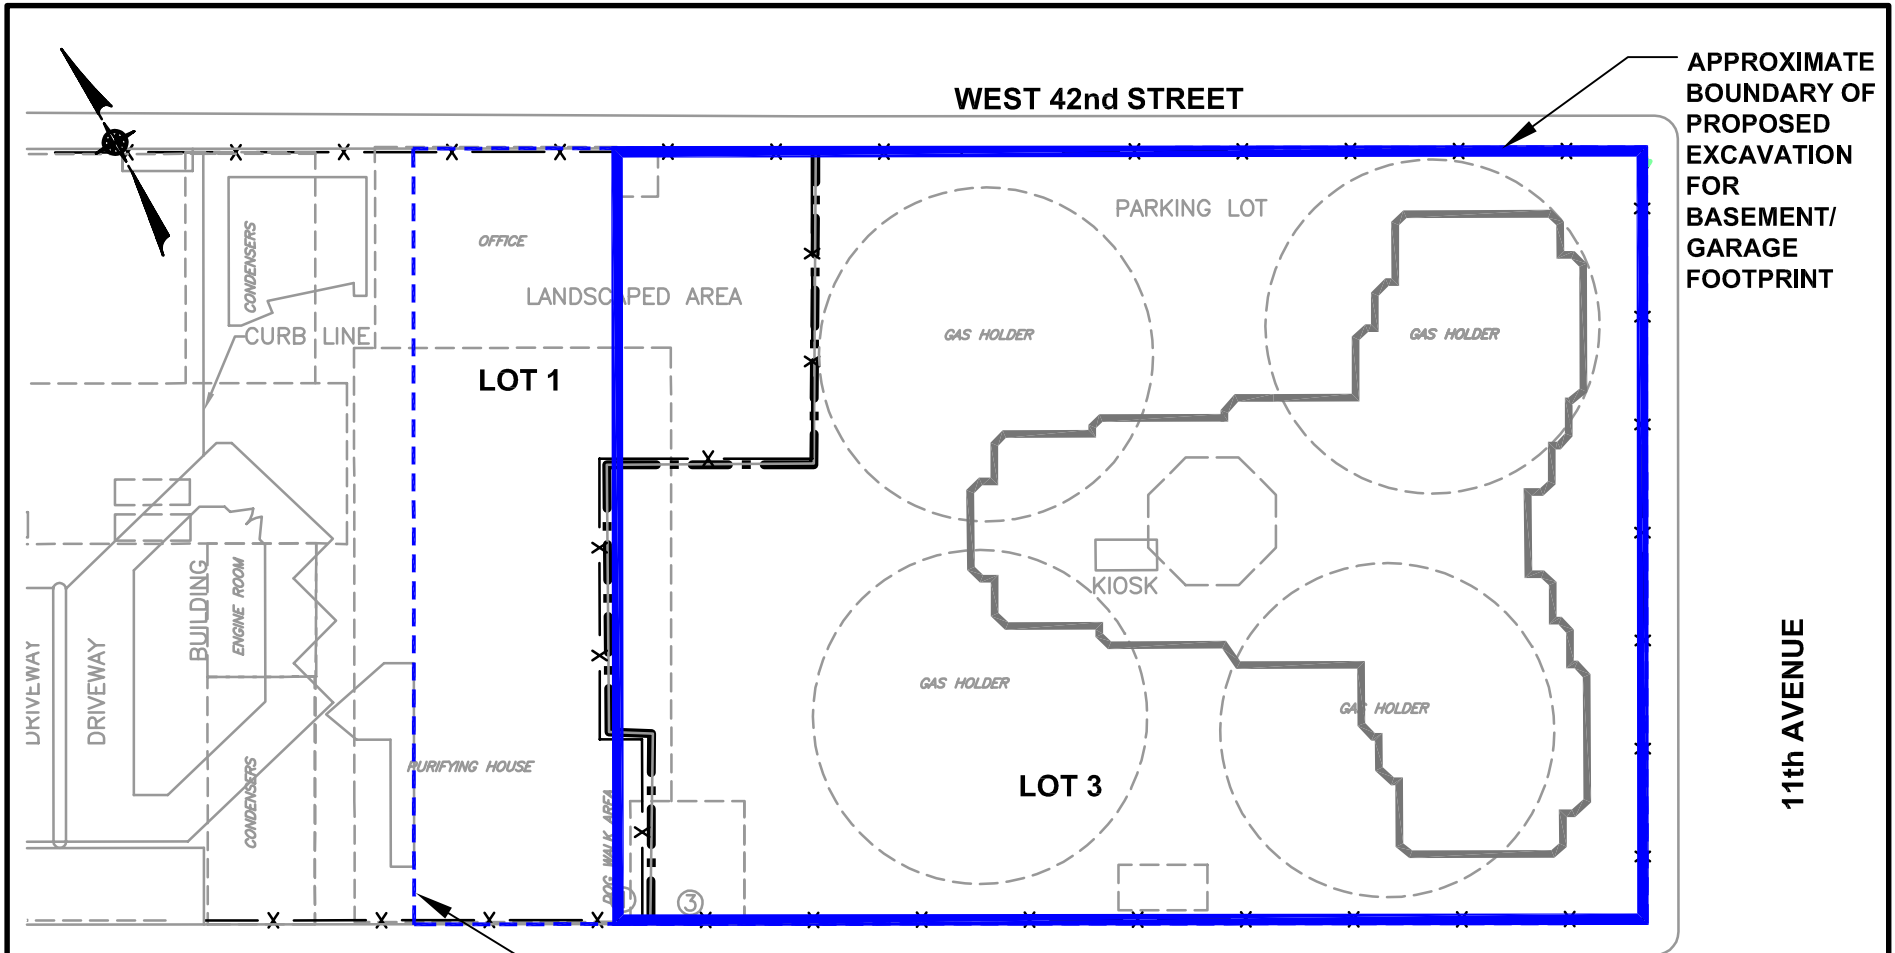 WEST 42nd STREET
APPROXIMATE
BOUNDARY OF
PROPOSED
EXCAVATION
FOR
BASEMENT/
GARAGE
FOOTPRINT
PARKING LOT
OFFICE
CONDENSERS
LANDSCAPED AREA
CURB LINE
GAS HOLDER
GAS HOLDER
LOT 1
BUILDING
ENGINE ROOM
KIOSK
DRIVEWAY
DRIVEWAY
GAS HOLDER
GAS HOLDER
11th AVENUE
PURIFYING HOUSE
LOT 3
CONDENSERS
DOG WALK AREA
3